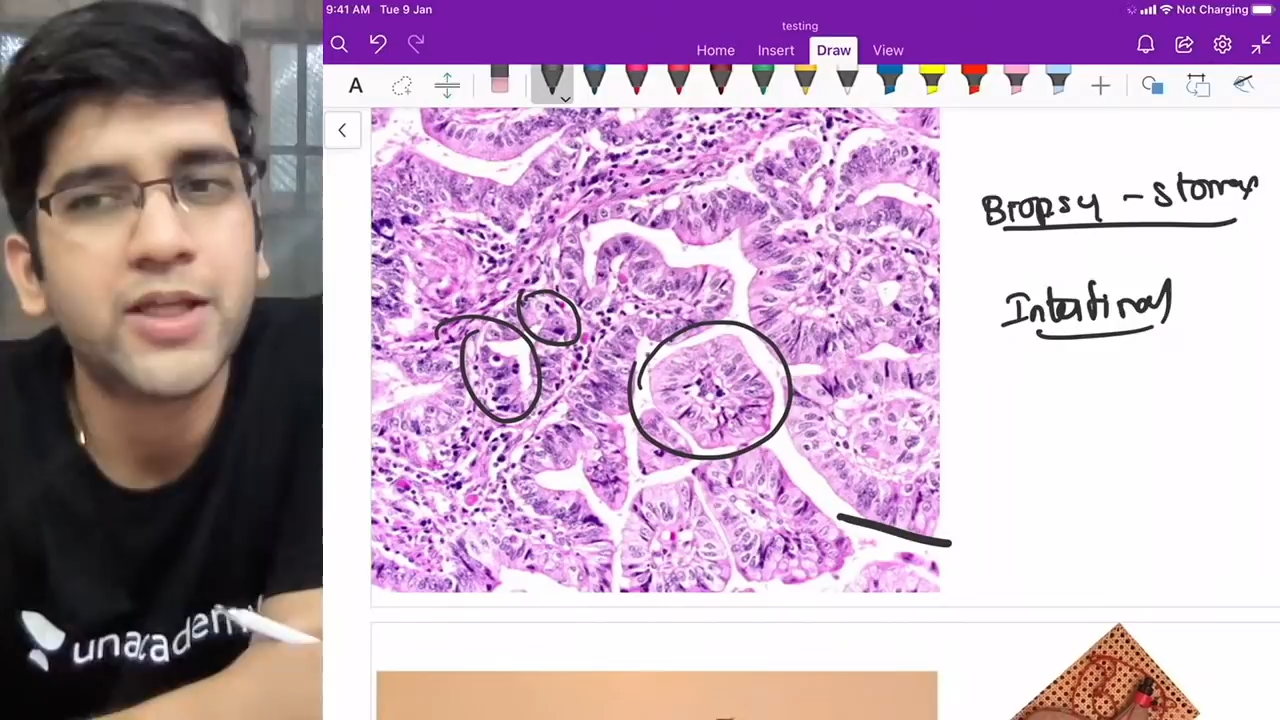 9:41 AM Tue 9 Jan
Not Charging
testing
Home Insert Draw View
A
Biopsy - Stomach
Intestinal
unacademy